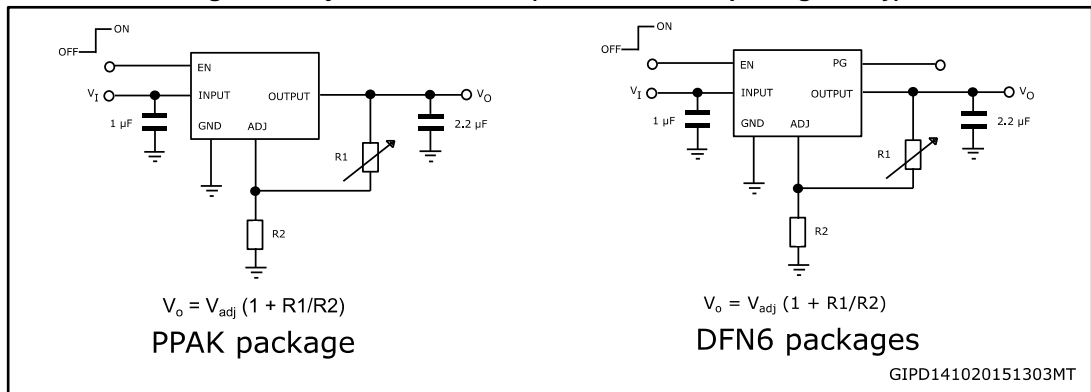 OFF
ON
EN
V_I
INPUT
OUTPUT
V_O
1 µF
GND
ADJ
2.2 µF
R1
R2
V_o = V_adj (1 + R1/R2)
PPAK package
OFF
ON
EN
PG
V_I
INPUT
OUTPUT
V_O
1 µF
GND
ADJ
2.2 µF
R1
R2
V_o = V_adj (1 + R1/R2)
DFN6 packages
GIPD141020151303MT